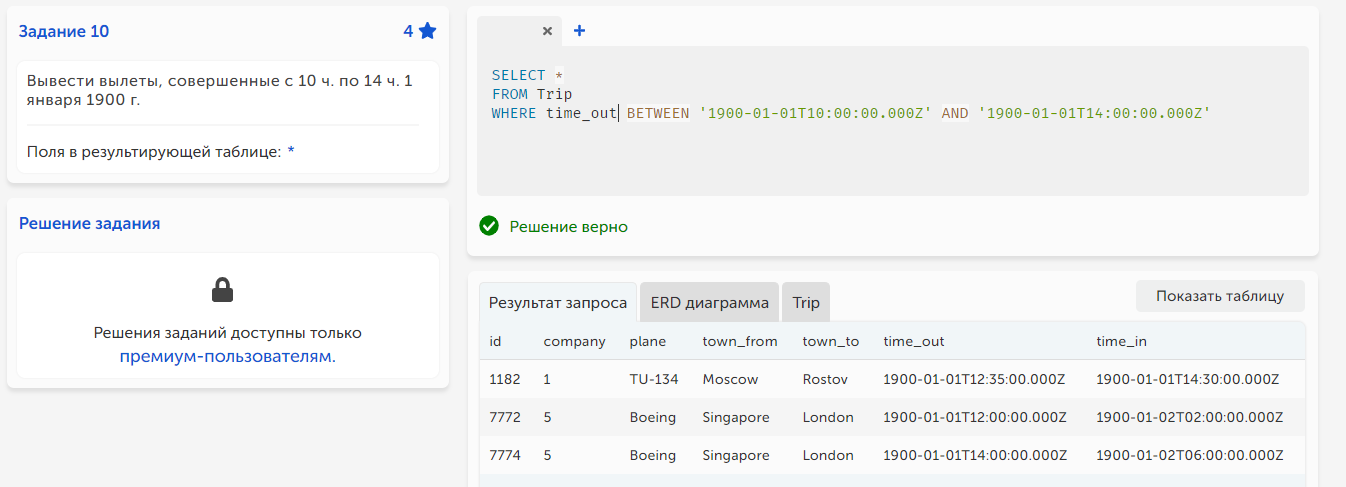 Задание 10
4
Вывести вылеты, совершенные с 10 ч. по 14 ч. 1
января 1900 г.
Поля в результирующей таблице: *
Решение задания
Решения заданий доступны только
премиум-пользователям.
× +
SELECT *
FROM Trip
WHERE time_out BETWEEN '1900-01-01T10:00:00.000Z' AND '1900-01-01T14:00:00.000Z'
Решение верно
Результат запроса ERD диаграмма Trip Показать таблицу
id company plane town_from town_to time_out time_in
1182 1 TU-134 Moscow Rostov 1900-01-01T12:35:00.000Z 1900-01-01T14:30:00.000Z
7772 5 Boeing Singapore London 1900-01-01T12:00:00.000Z 1900-01-02T02:00:00.000Z
7774 5 Boeing Singapore London 1900-01-01T14:00:00.000Z 1900-01-02T06:00:00.000Z